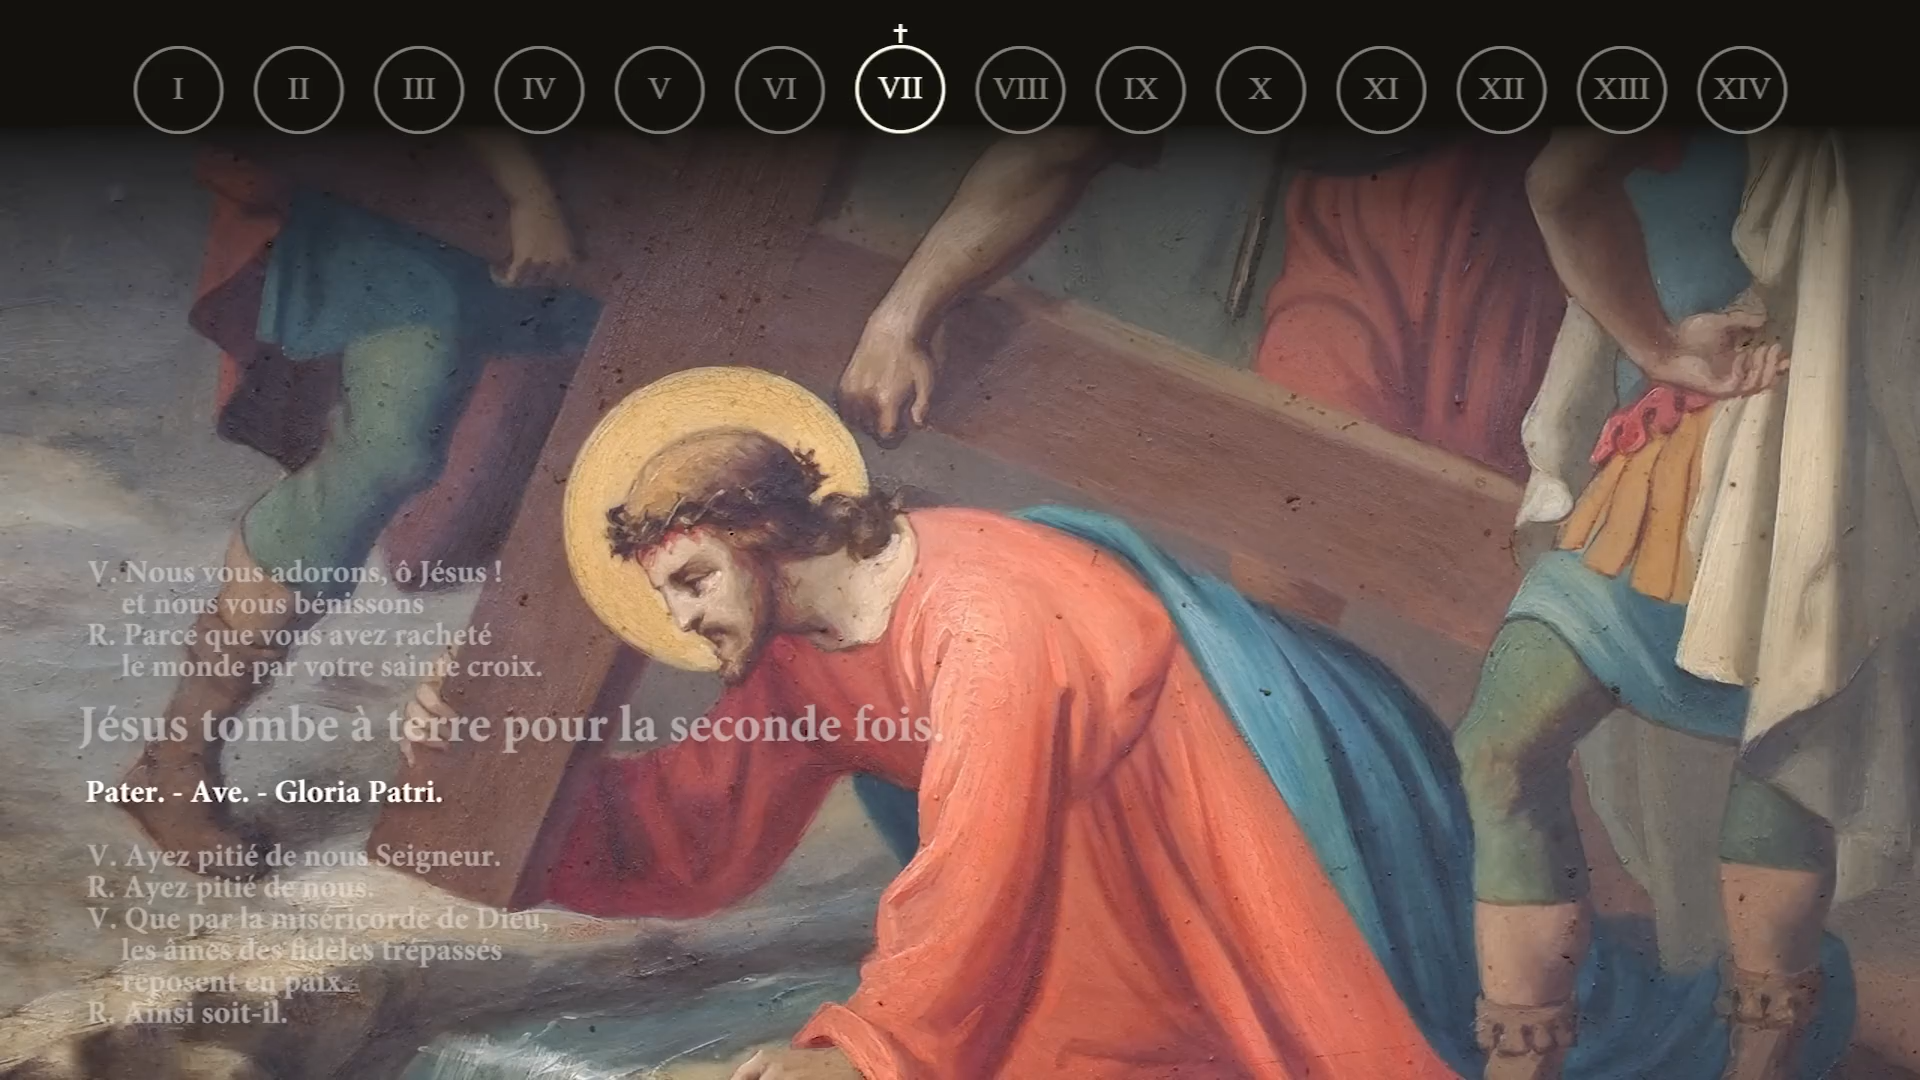 I II III IV V VI VII VIII IX X XI XII XIII XIV
V. Nous vous adorons, ô Jésus !
et nous vous bénissons
R. Parce que vous avez racheté
le monde par votre sainte croix.
Jésus tombe à terre pour la seconde fois.
Pater. - Ave. - Gloria Patri.
V. Ayez pitié de nous Seigneur.
R. Ayez pitié de nous.
V. Que par la miséricorde de Dieu,
les âmes des fidèles trépassés
reposent en paix.
R. Ainsi soit-il.